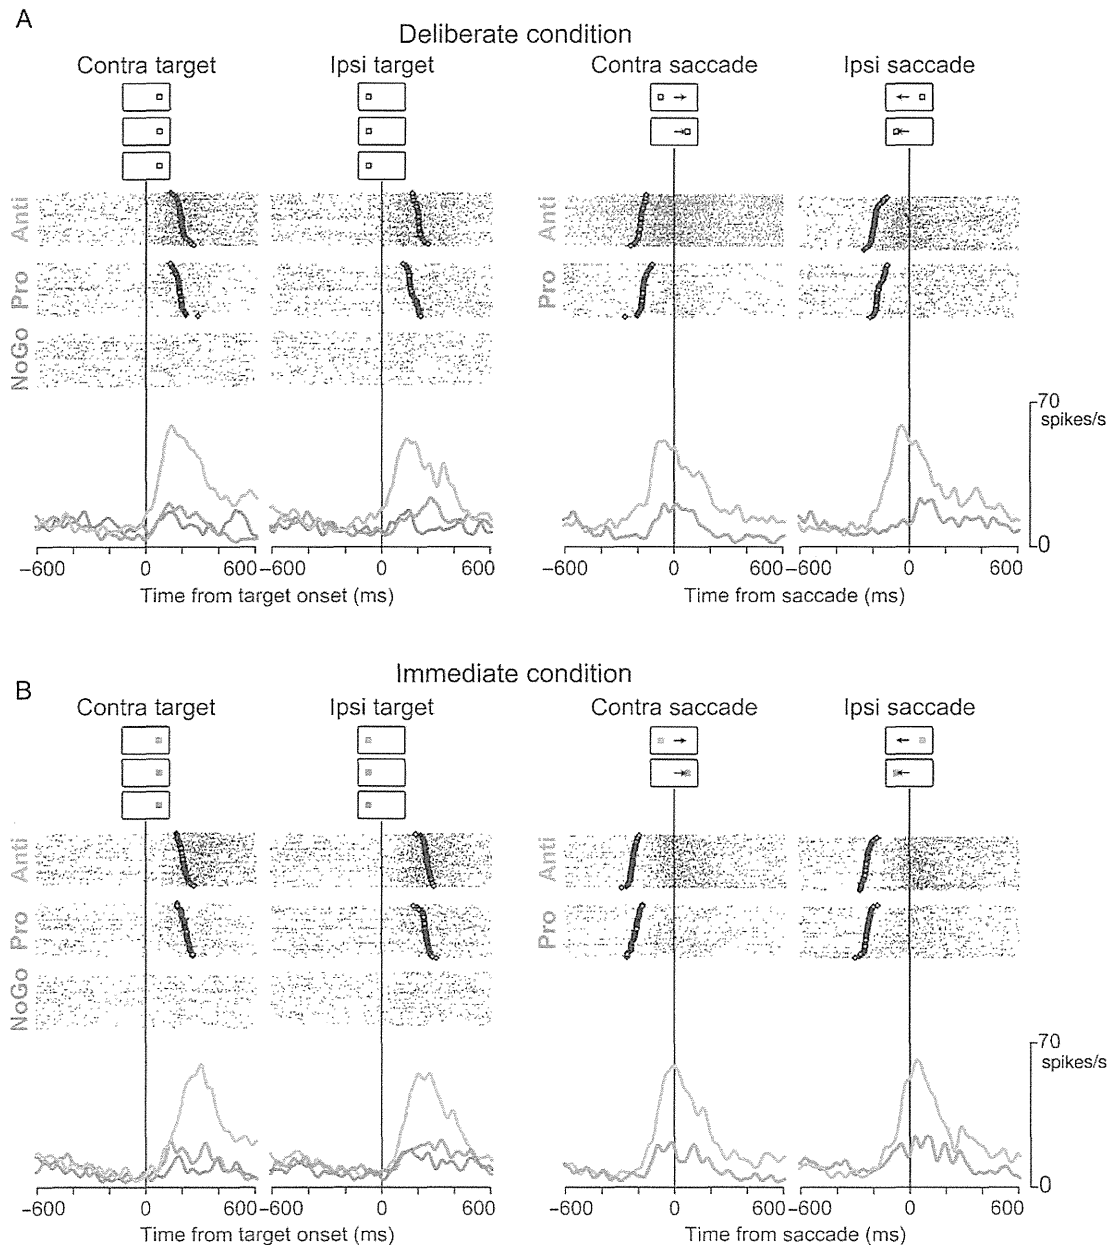 A
Deliberate condition
Contra target Ipsi target Contra saccade Ipsi saccade
Anti Anti
Pro Pro
NoGo
70
spikes/s
0
−600 0 600 −600 0 600 −600 0 600 −600 0 600
Time from target onset (ms) Time from saccade (ms)
B
Immediate condition
Contra target Ipsi target Contra saccade Ipsi saccade
Anti Anti
Pro Pro
NoGo
70
spikes/s
0
−600 0 600 −600 0 600 −600 0 600 −600 0 600
Time from target onset (ms) Time from saccade (ms)